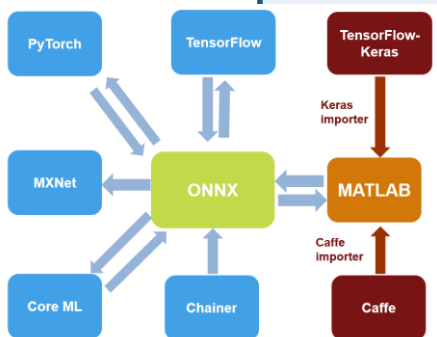 PyTorch
TensorFlow
TensorFlow-
Keras
Keras
importer
MXNet
ONNX
MATLAB
Caffe
importer
Core ML
Chainer
Caffe